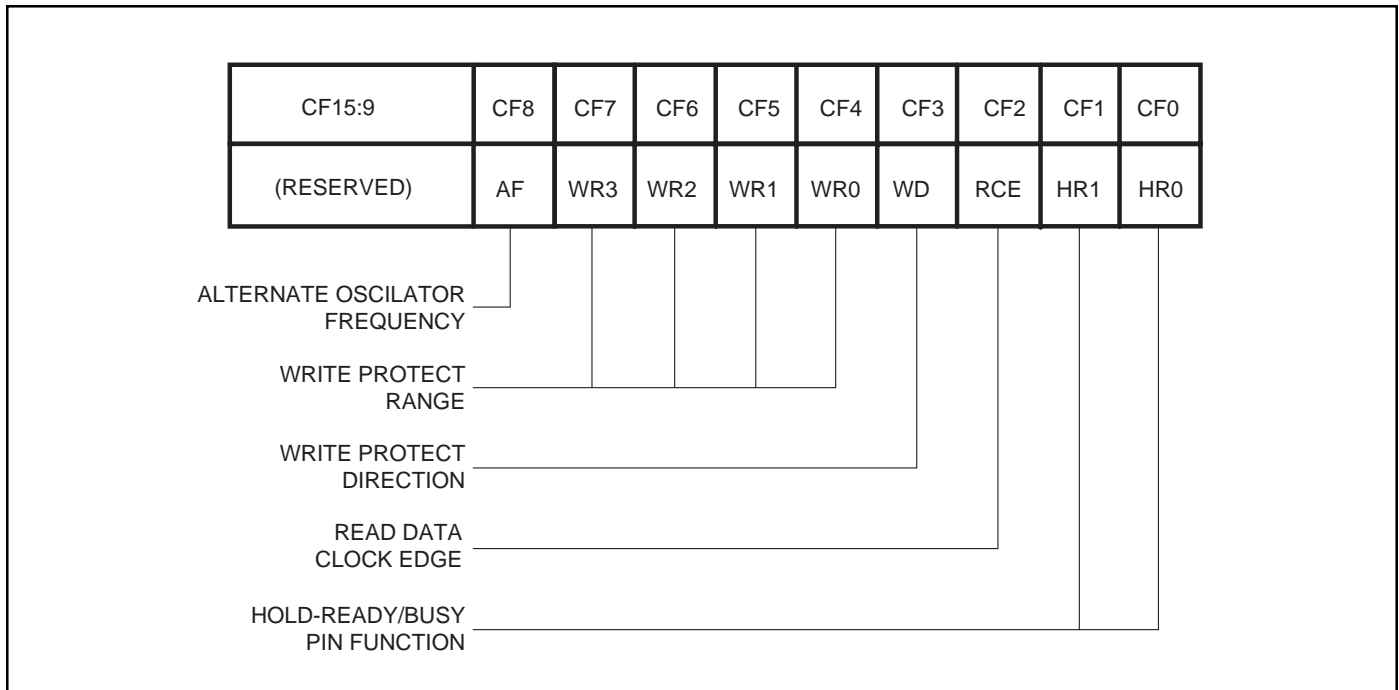 CF15:9 CF8 CF7 CF6 CF5 CF4 CF3 CF2 CF1 CF0
(RESERVED) AF WR3 WR2 WR1 WR0 WD RCE HR1 HR0
ALTERNATE OSCILATOR
FREQUENCY
WRITE PROTECT
RANGE
WRITE PROTECT
DIRECTION
READ DATA
CLOCK EDGE
HOLD-READY/BUSY
PIN FUNCTION